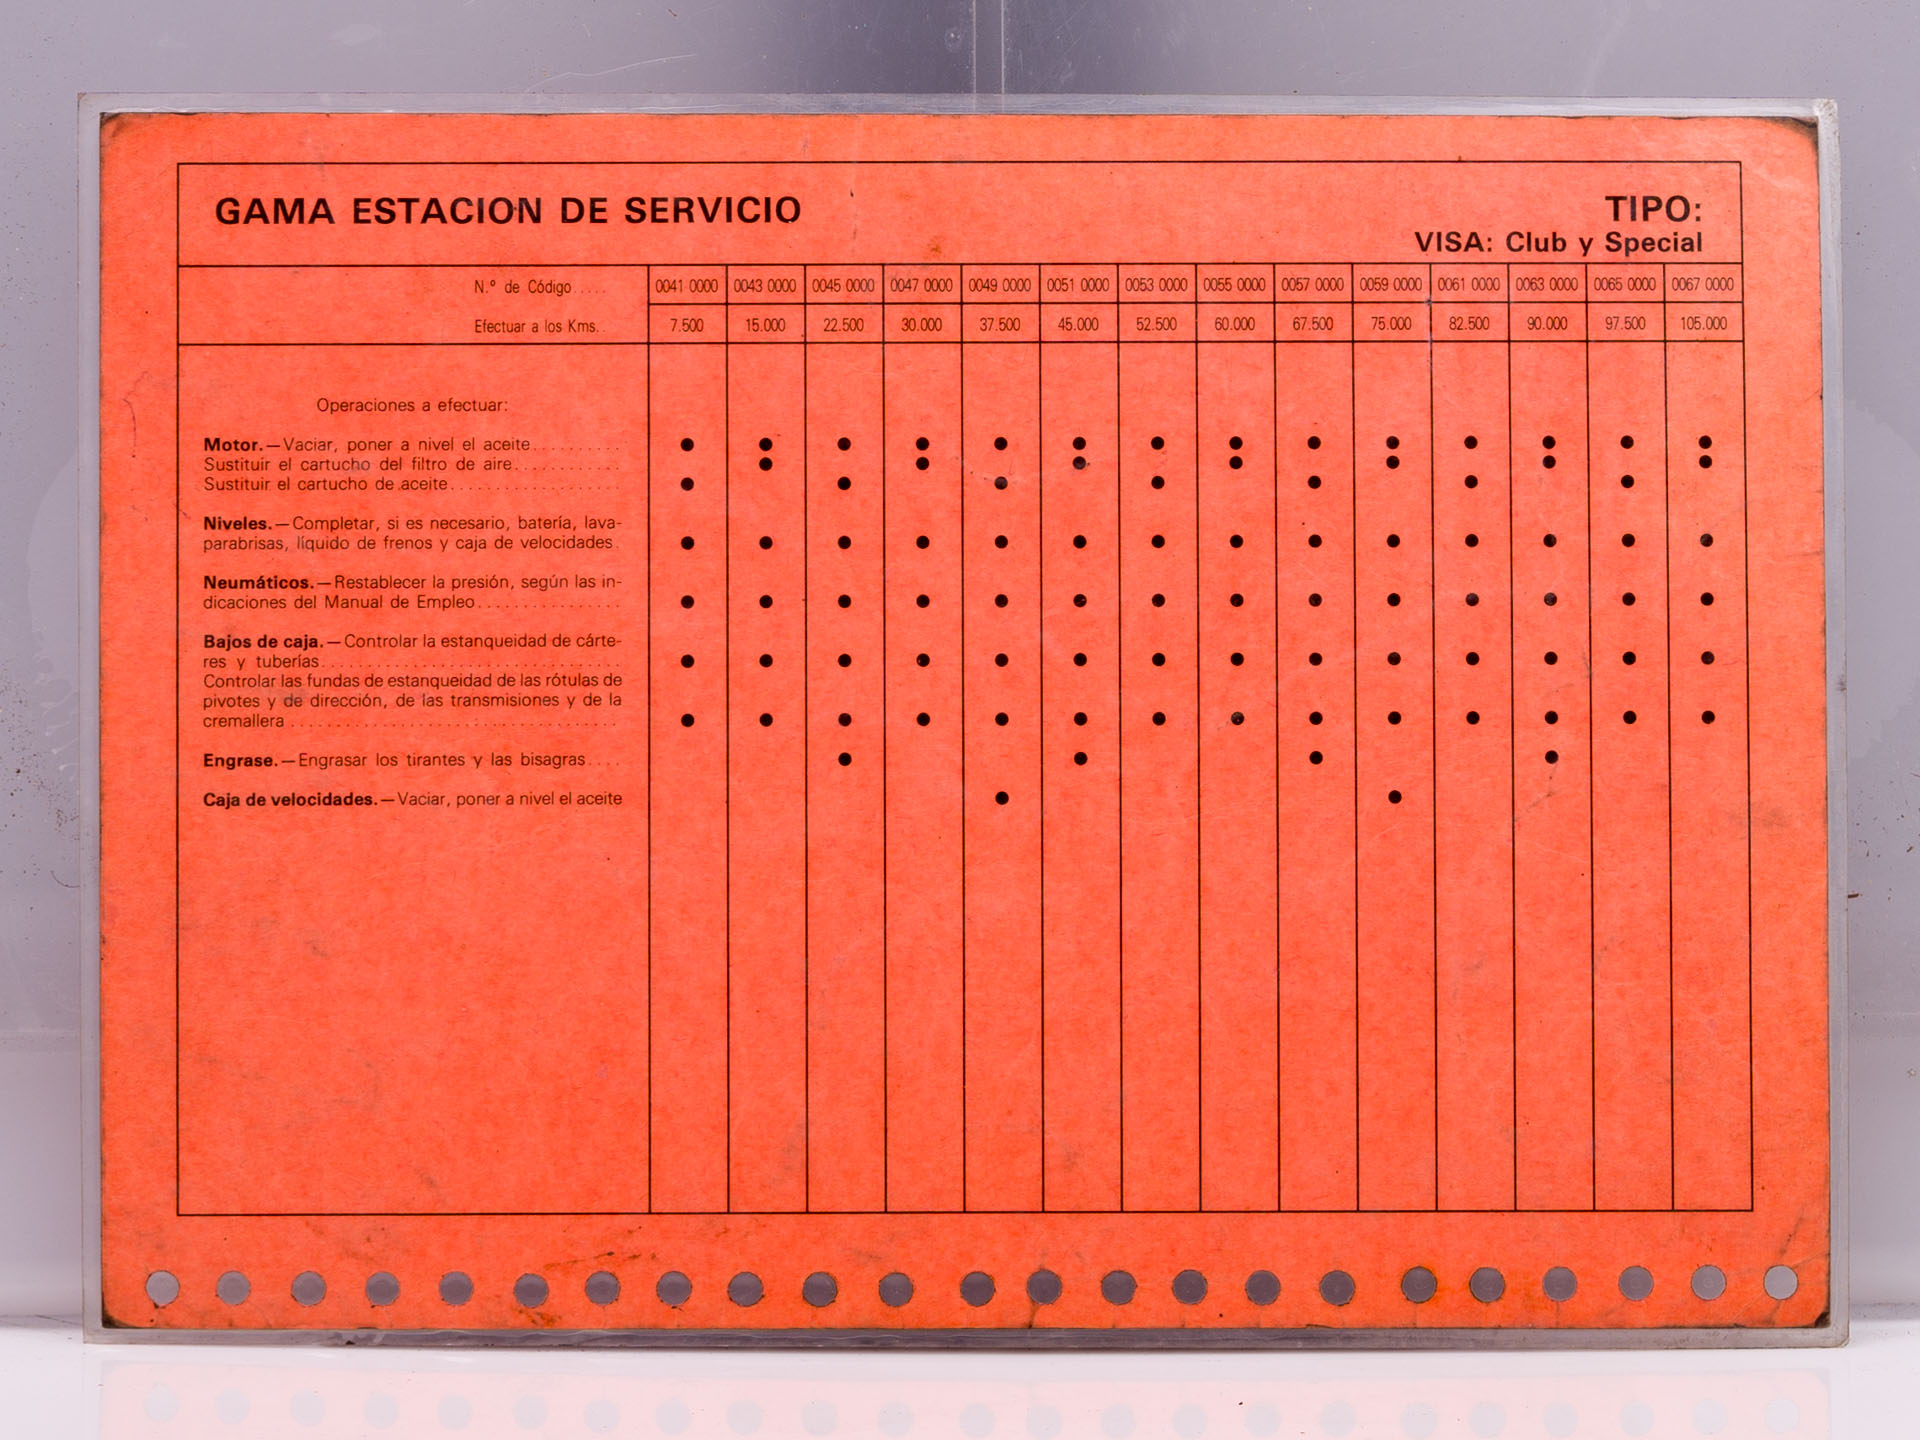 GAMA ESTACION DE SERVICIO
TIPO:
VISA: Club y Special
N.º de Código ..... 0041 0000 0043 0000 0045 0000 0047 0000 0049 0000 0051 0000 0053 0000 0055 0000 0057 0000 0059 0000 0061 0000 0063 0000 0065 0000 0067 0000
Efectuar a los Kms. . 7.500 15.000 22.500 30.000 37.500 45.000 52.500 60.000 67.500 75.000 82.500 90.000 97.500 105.000
Operaciones a efectuar:
Motor.—Vaciar, poner a nivel el aceite..........
Sustituir el cartucho del filtro de aire............
Sustituir el cartucho de aceite...................
Niveles.—Completar, si es necesario, batería, lava-
parabrisas, líquido de frenos y caja de velocidades.
Neumáticos.—Restablecer la presión, según las in-
dicaciones del Manual de Empleo................
Bajos de caja.—Controlar la estanqueidad de cárte-
res y tuberías.................................
Controlar las fundas de estanqueidad de las rótulas de
pivotes y de dirección, de las transmisiones y de la
cremallera ....................................
Engrase.—Engrasar los tirantes y las bisagras....
Caja de velocidades.—Vaciar, poner a nivel el aceite